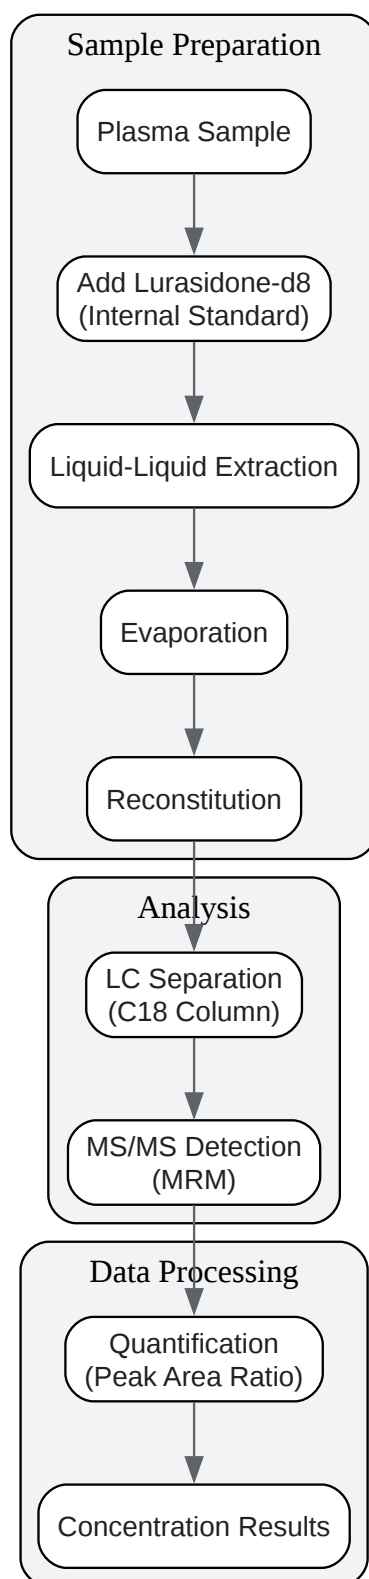 Sample Preparation
Plasma Sample
Add Lurasidone-d8
(Internal Standard)
Liquid-Liquid Extraction
Evaporation
Reconstitution
Analysis
LC Separation
(C18 Column)
MS/MS Detection
(MRM)
Data Processing
Quantification
(Peak Area Ratio)
Concentration Results